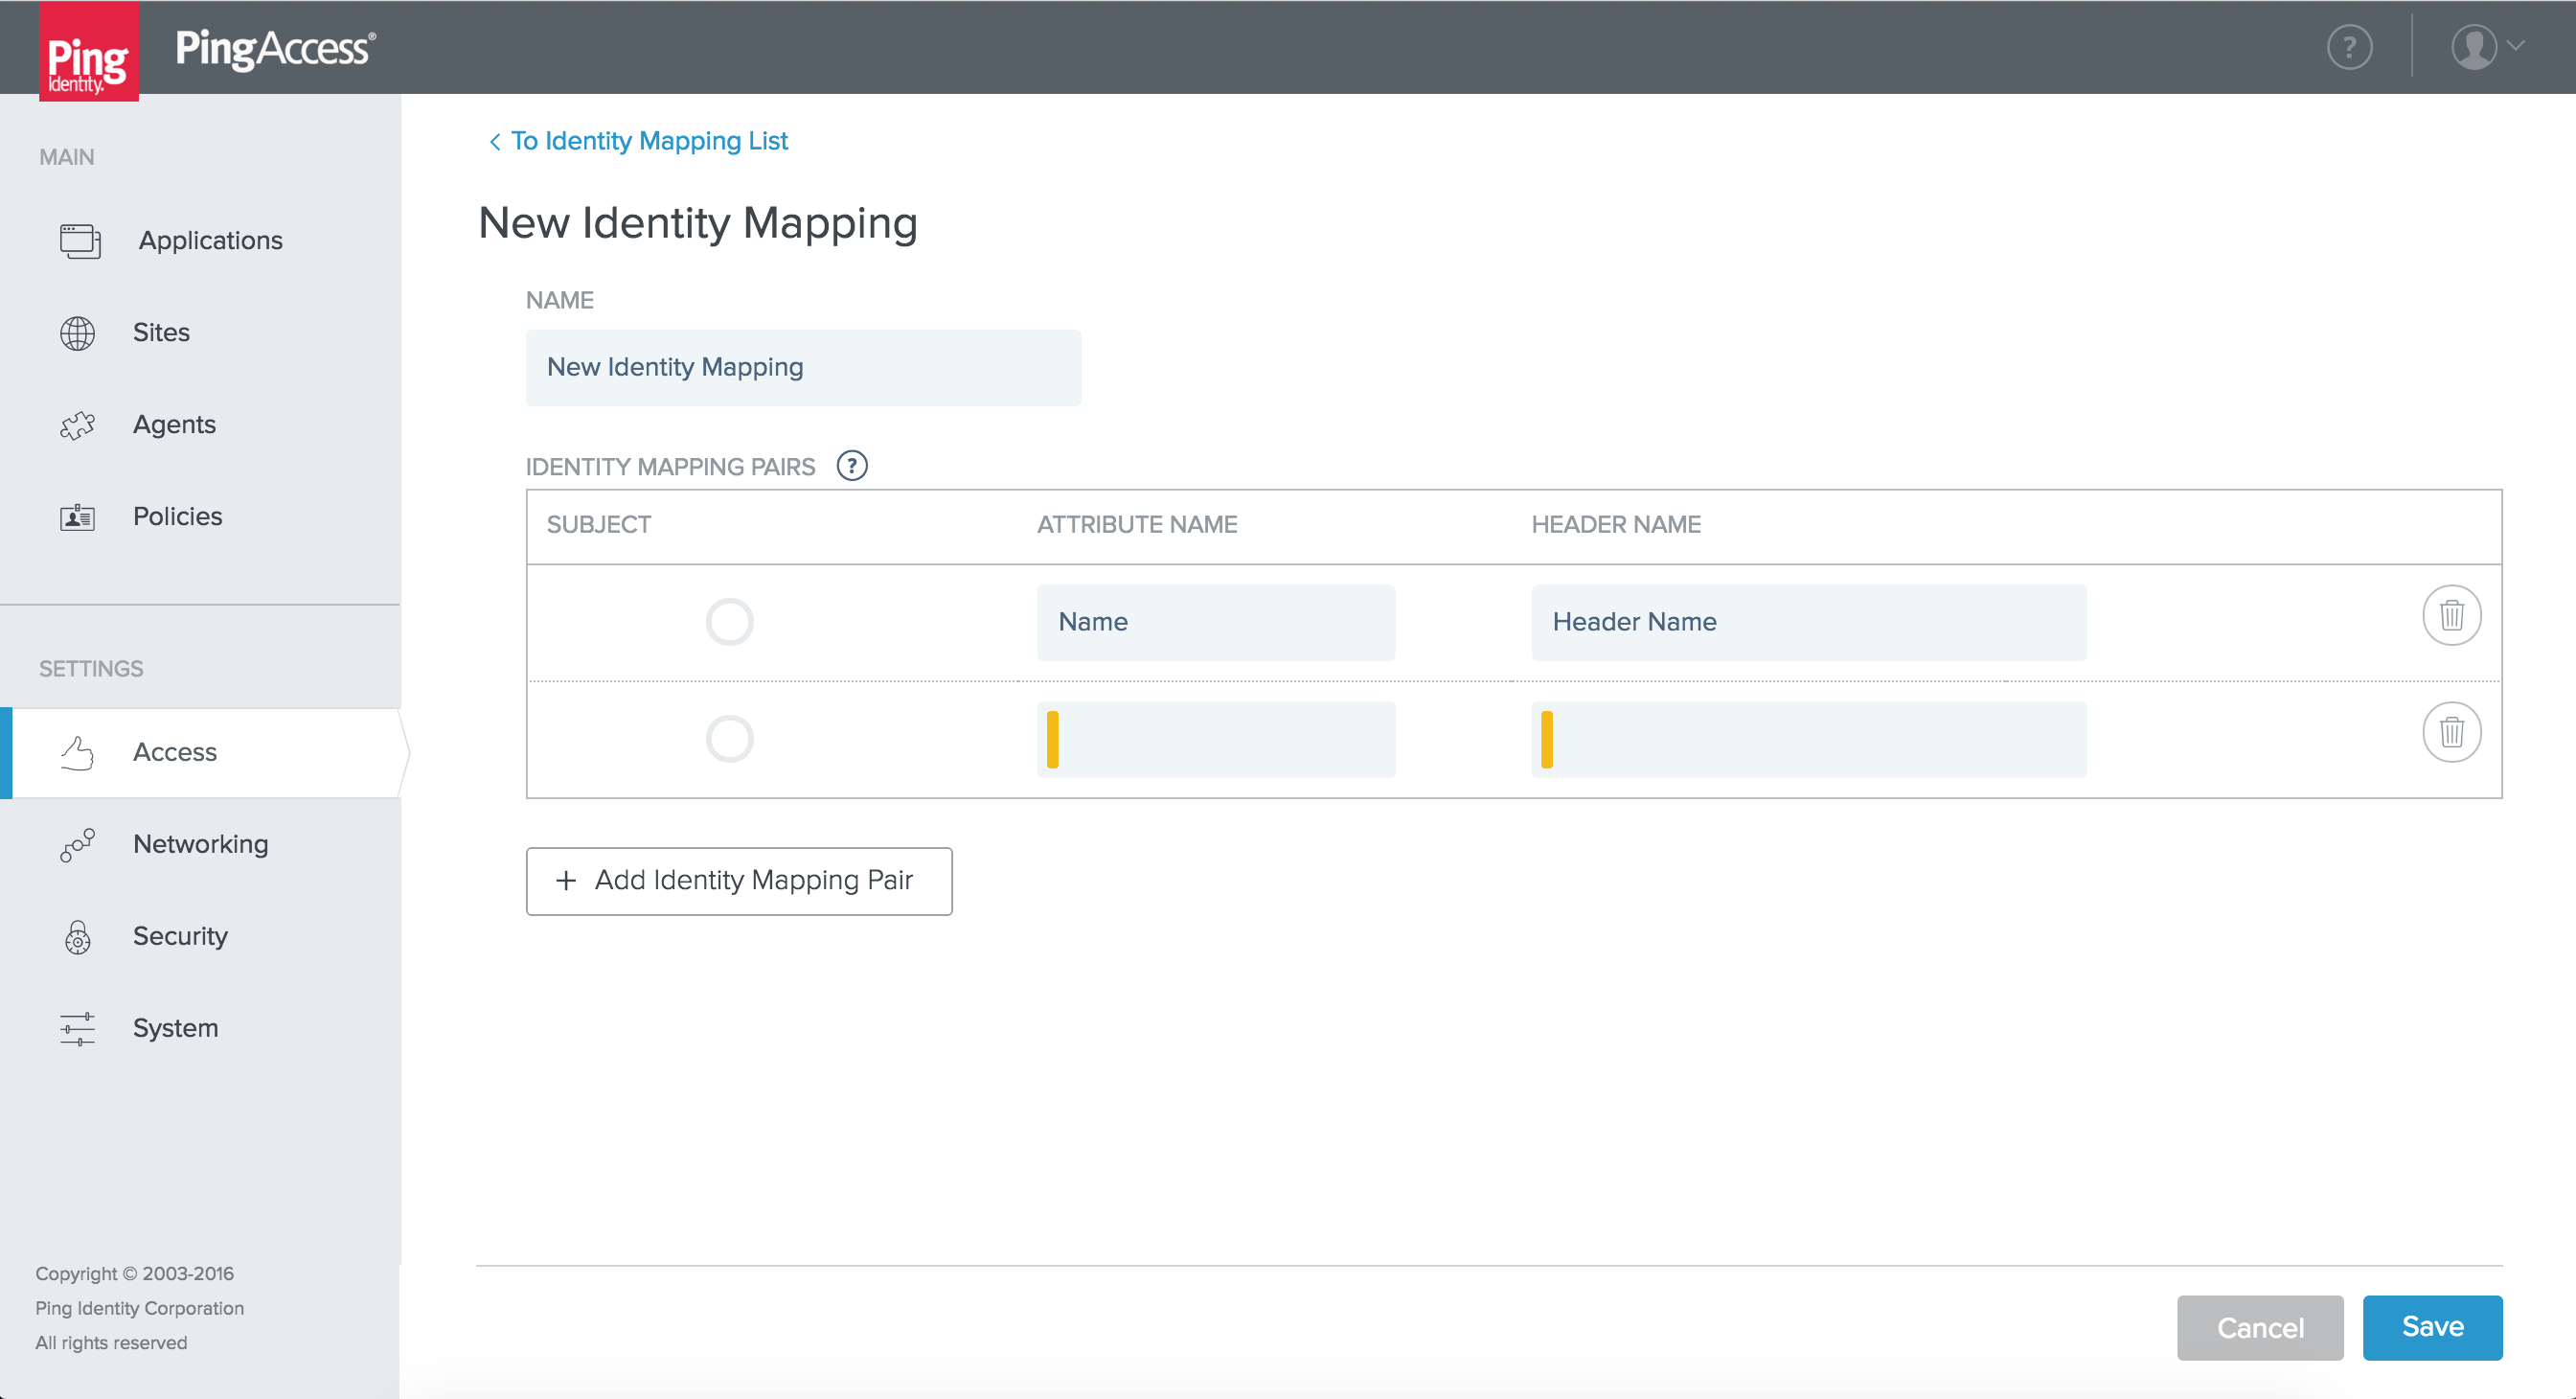 Ping
Identity.
PingAccess®
?
MAIN
Applications
Sites
Agents
Policies
SETTINGS
Access
Networking
Security
System
Copyright © 2003-2016
Ping Identity Corporation
All rights reserved
To Identity Mapping List
New Identity Mapping
NAME
New Identity Mapping
IDENTITY MAPPING PAIRS ?
SUBJECT ATTRIBUTE NAME HEADER NAME
Name Header Name
+ Add Identity Mapping Pair
Cancel Save